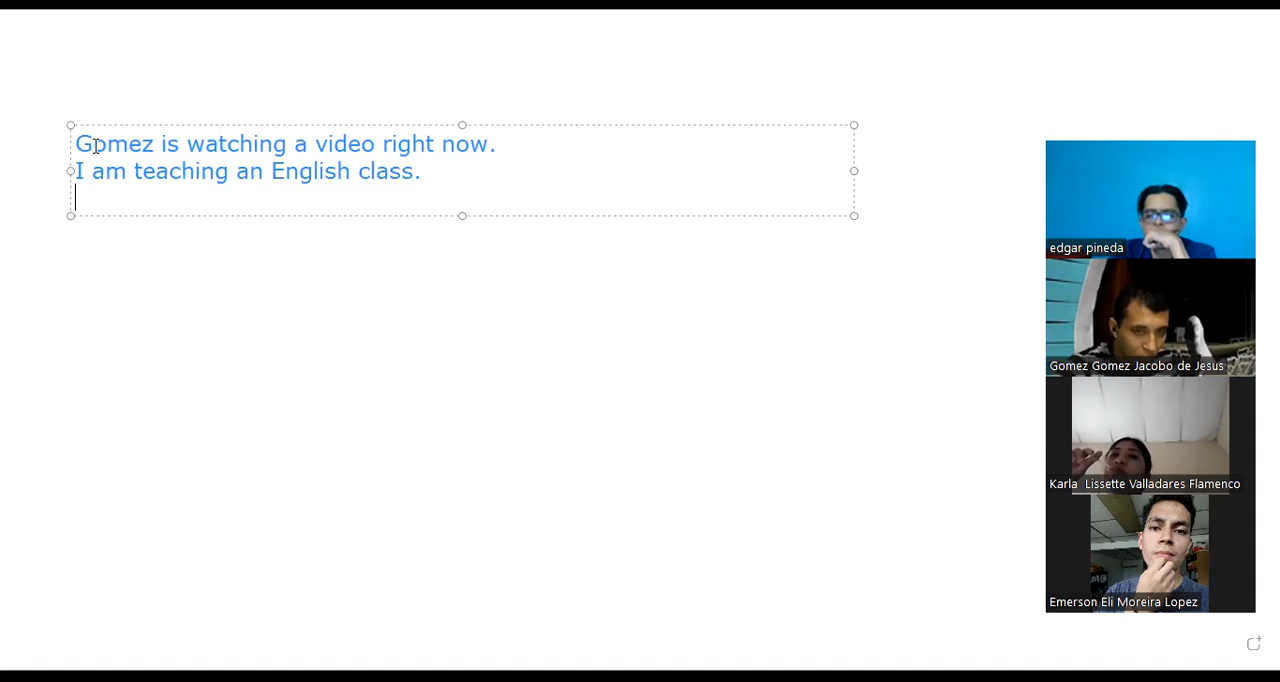 Gomez is watching a video right now.
I am teaching an English class.
edgar pineda
Gomez Gomez Jacobo de Jesus
Karla Lissette Valladares Flamenco
Emerson Eli Moreira Lopez